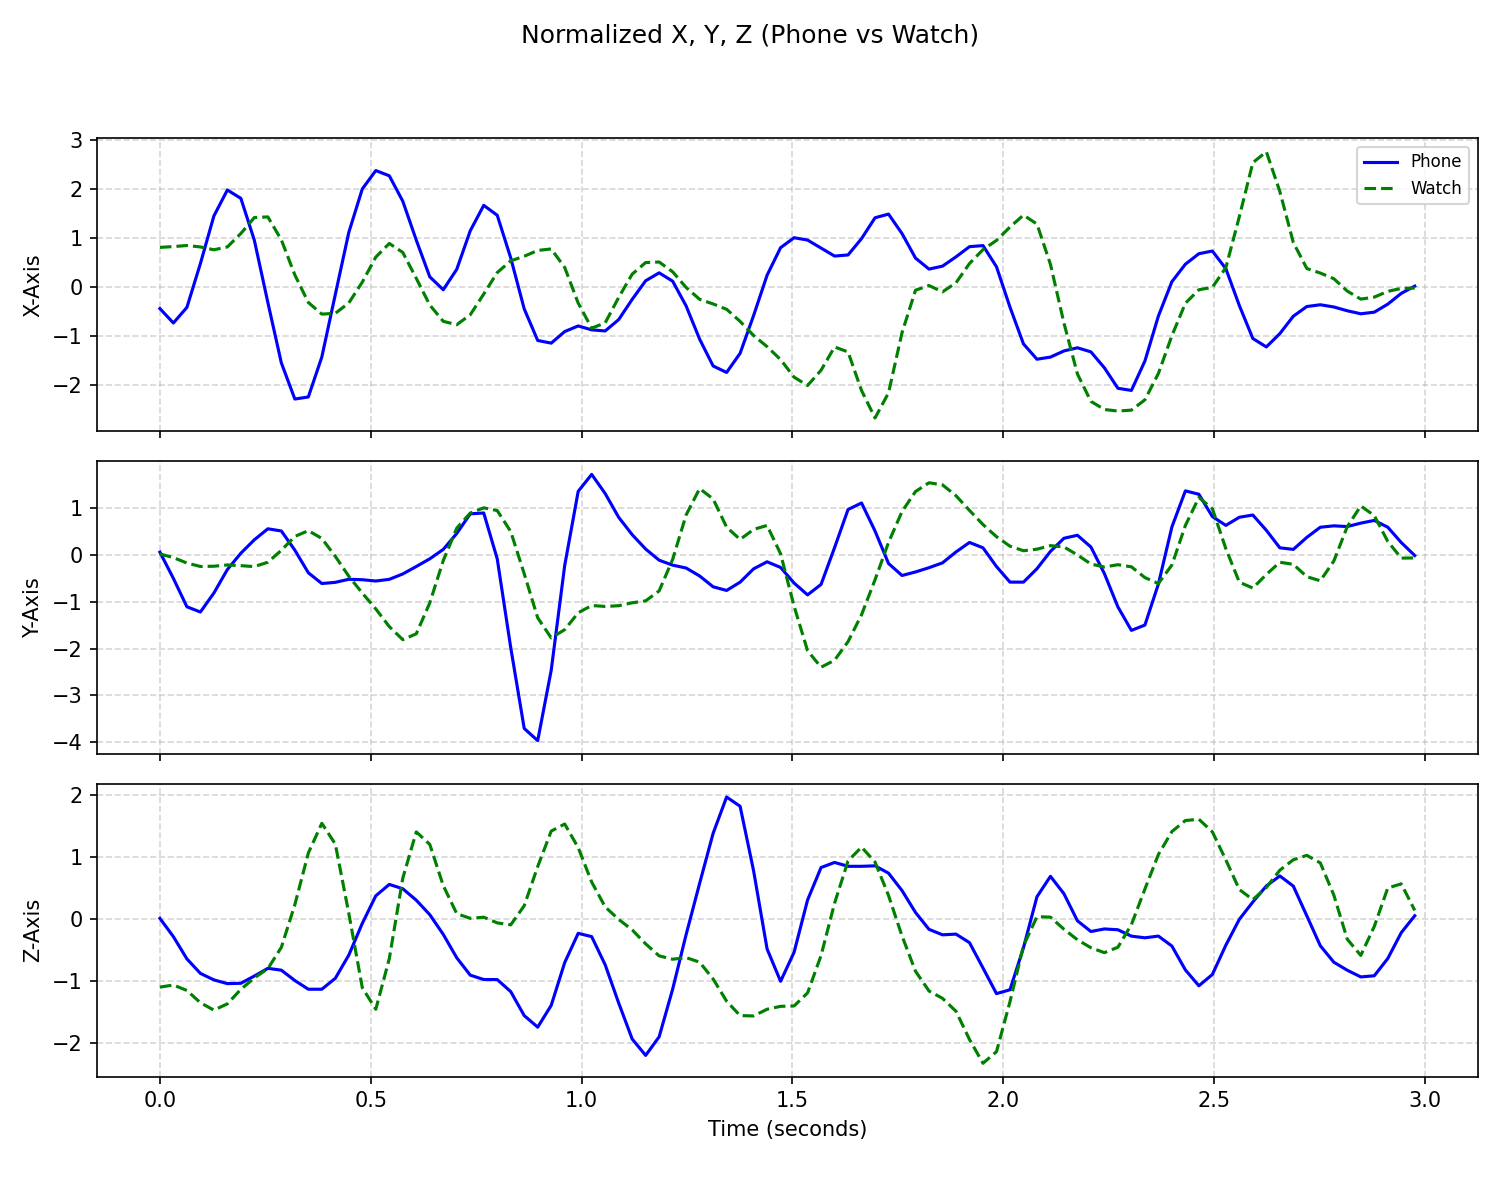 Normalized X, Y, Z (Phone vs Watch)
3
2
1
0
−1
−2
X-Axis
Phone
Watch
1
0
−1
−2
−3
−4
Y-Axis
2
1
0
−1
−2
Z-Axis
0.0 0.5 1.0 1.5 2.0 2.5 3.0
Time (seconds)